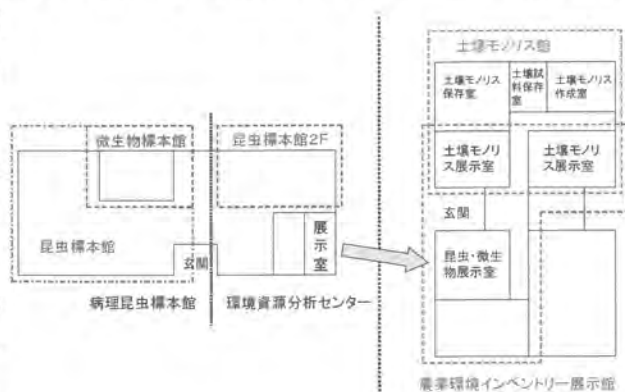 微生物標本館
昆虫標本館2F
昆虫標本館
玄関
展
示
室
病理昆虫標本館
環境資源分析センター
土壌モノリス館
土壌モノリス
保存室
土壌試
料保存
室
土壌モノリス
作成室
土壌モノリ
ス展示室
土壌モノリ
ス展示室
玄関
昆虫・微生
物展示室
農業環境インベントリー展示館